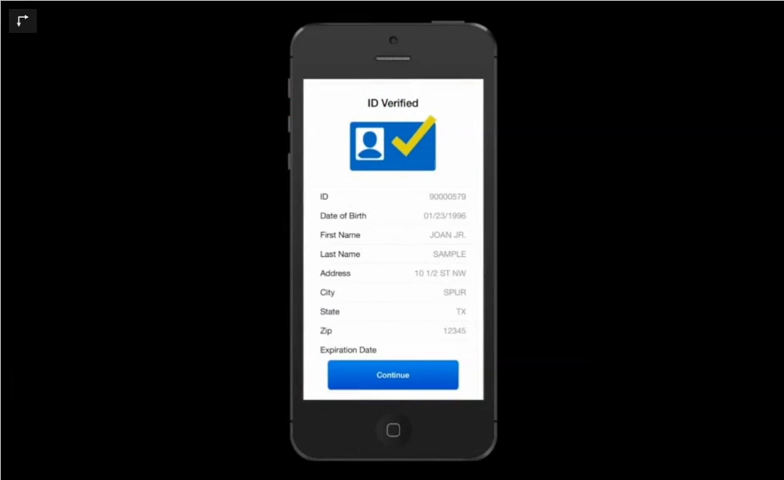 ID Verified
ID 90000579
Date of Birth 01/23/1996
First Name JOAN JR.
Last Name SAMPLE
Address 10 1/2 ST NW
City SPUR
State TX
Zip 12345
Expiration Date
Continue